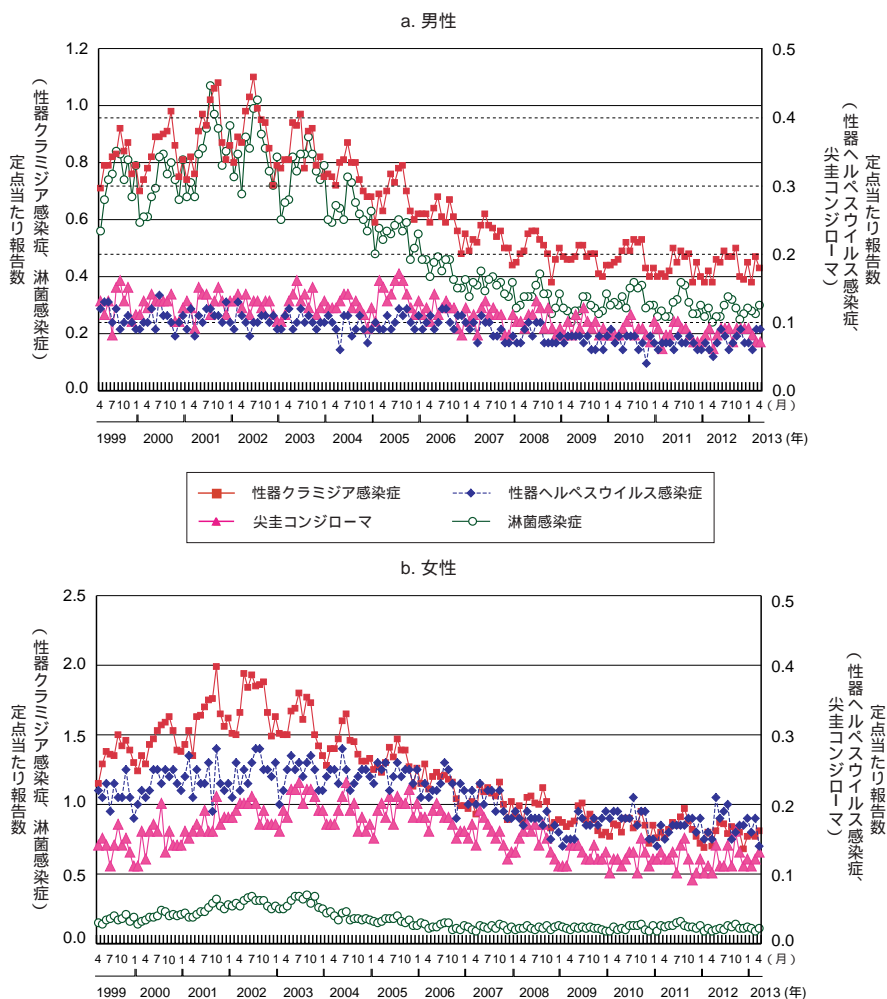 a. 男性
定点当たり報告数
（性器クラミジア感染症、淋菌感染症）
1.2
1.0
0.8
0.6
0.4
0.2
0.0
0.5
0.4
0.3
0.2
0.1
0.0
定点当たり報告数
（性器ヘルペスウイルス感染症、
尖圭コンジローマ）
4 7 10 1 4 7 10 1 4 7 10 1 4 7 10 1 4 7 10 1 4 7 10 1 4 7 10 1 4 7 10 1 4 7 10 1 4 7 10 1 4 7 10 1 4 7 10 1 4 7 10 1 4 7 10 1 4 (月)
1999 2000 2001 2002 2003 2004 2005 2006 2007 2008 2009 2010 2011 2012 2013 (年)
性器クラミジア感染症 性器ヘルペスウイルス感染症
尖圭コンジローマ 淋菌感染症
b. 女性
定点当たり報告数
（性器クラミジア感染症、淋菌感染症）
2.5
2.0
1.5
1.0
0.5
0.0
0.5
0.4
0.3
0.2
0.1
0.0
定点当たり報告数
（性器ヘルペスウイルス感染症、
尖圭コンジローマ）
4 7 10 1 4 7 10 1 4 7 10 1 4 7 10 1 4 7 10 1 4 7 10 1 4 7 10 1 4 7 10 1 4 7 10 1 4 7 10 1 4 7 10 1 4 7 10 1 4 7 10 1 4 7 10 1 4 (月)
1999 2000 2001 2002 2003 2004 2005 2006 2007 2008 2009 2010 2011 2012 2013 (年)